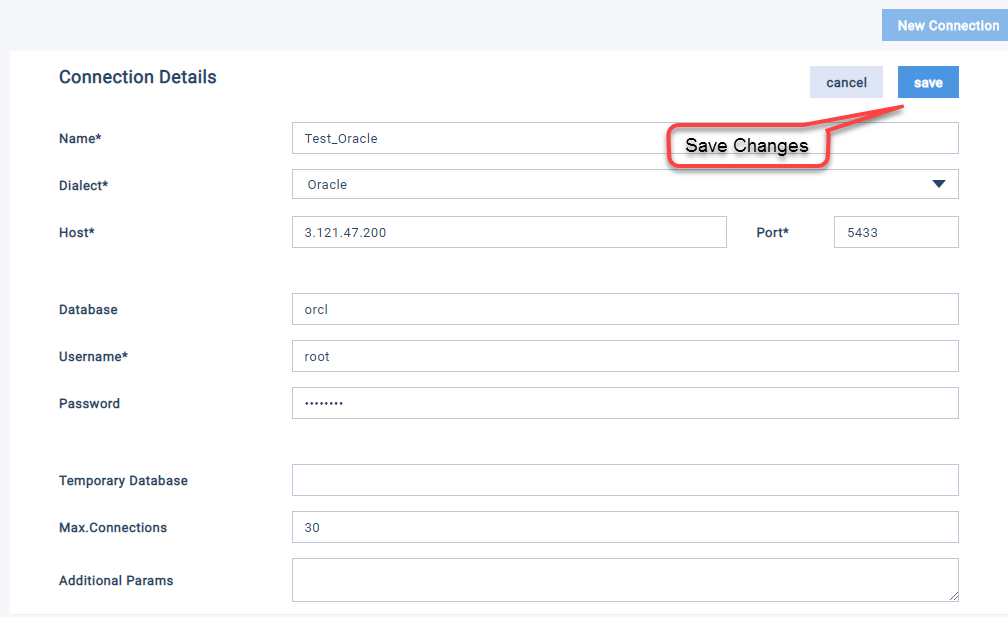 New Connection
Connection Details
cancel
save
Save Changes
Name*
Test_Oracle
Dialect*
Oracle
Host*
3.121.47.200
Port*
5433
Database
orcl
Username*
root
Password
••••••••
Temporary Database
Max.Connections
30
Additional Params